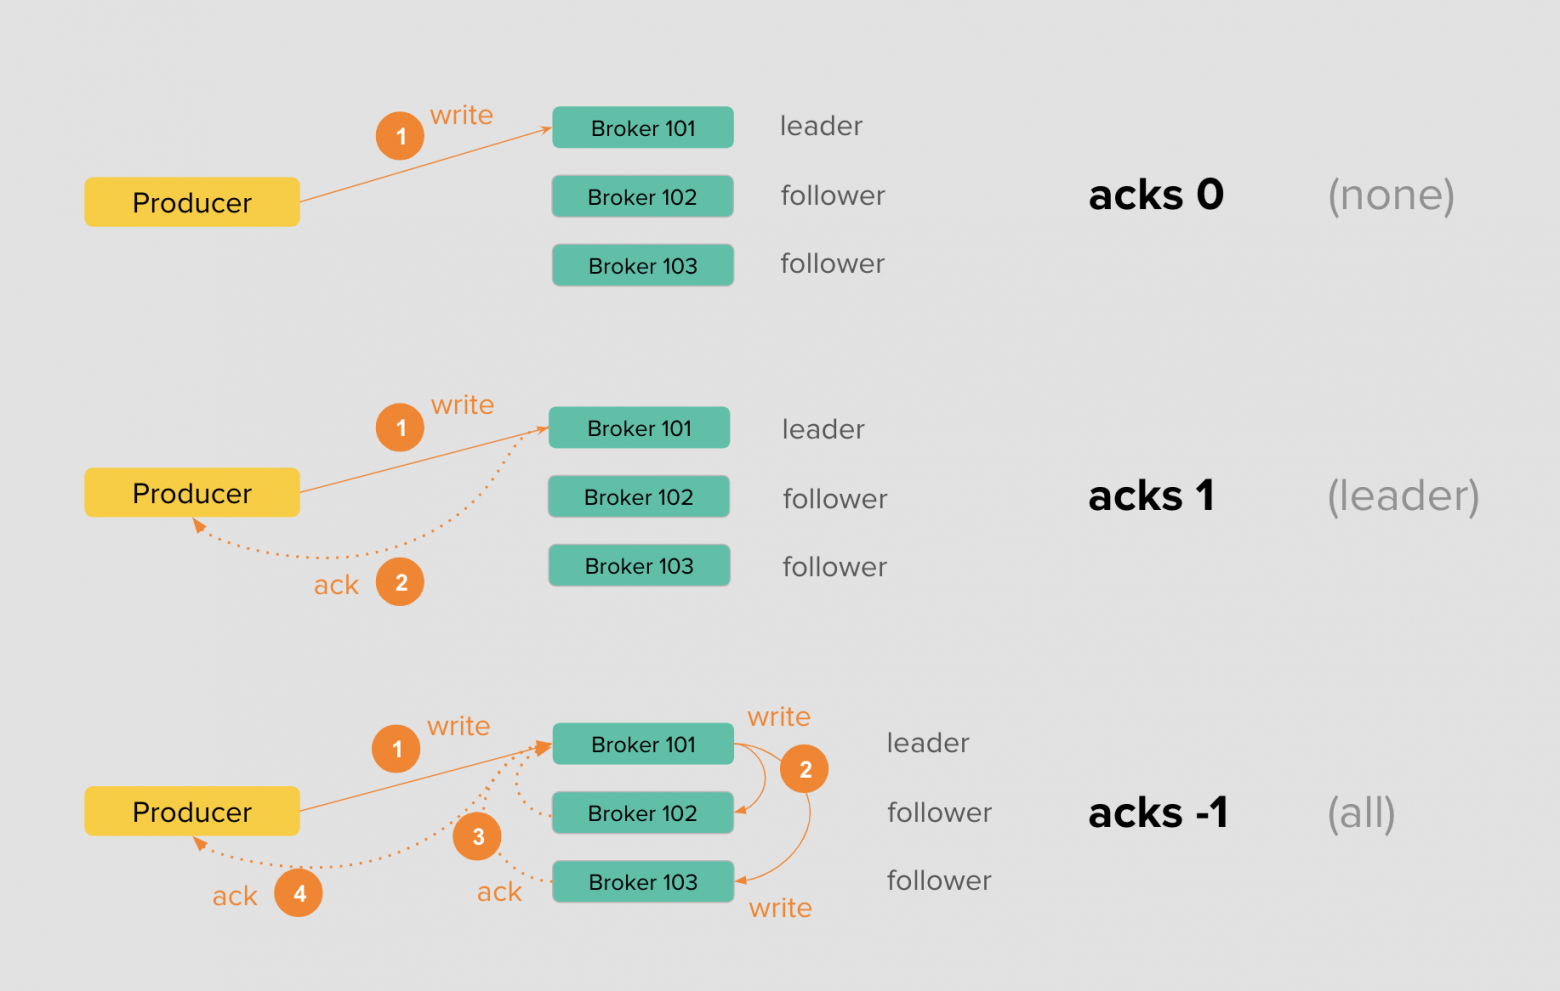 write
1
Broker 101
leader
Producer
Broker 102
follower
acks 0
(none)
Broker 103
follower
write
1
Broker 101
leader
Producer
Broker 102
follower
acks 1
(leader)
Broker 103
follower
ack
2
write
write
1
Broker 101
leader
2
Producer
Broker 102
follower
acks -1
(all)
3
Broker 103
follower
ack
4
ack
write